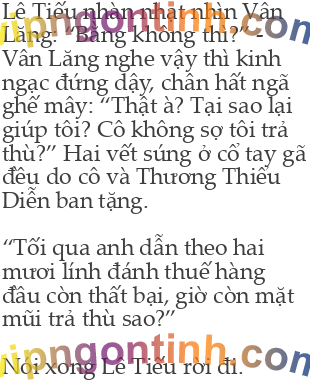 Lê Tiếu nhàn nhạt nhìn Vân
Lăng: “Bằng không thì?” -
Vân Lăng nghe vậy thì kinh
ngạc đứng dậy, chân hất ngã
ghế mây: “Thật à? Tại sao lại
giúp tôi? Cô không sợ tôi trả
thù?” Hai vết súng ở cổ tay gã
đều do cô và Thương Thiếu
Diễn ban tặng.
“Tối qua anh dẫn theo hai
mươi lính đánh thuế hàng
đầu còn thất bại, giờ còn mặt
mũi trả thù sao?”
Nói xong Lê Tiếu rời đi.
vipngontinh.com
vipngontinh.com